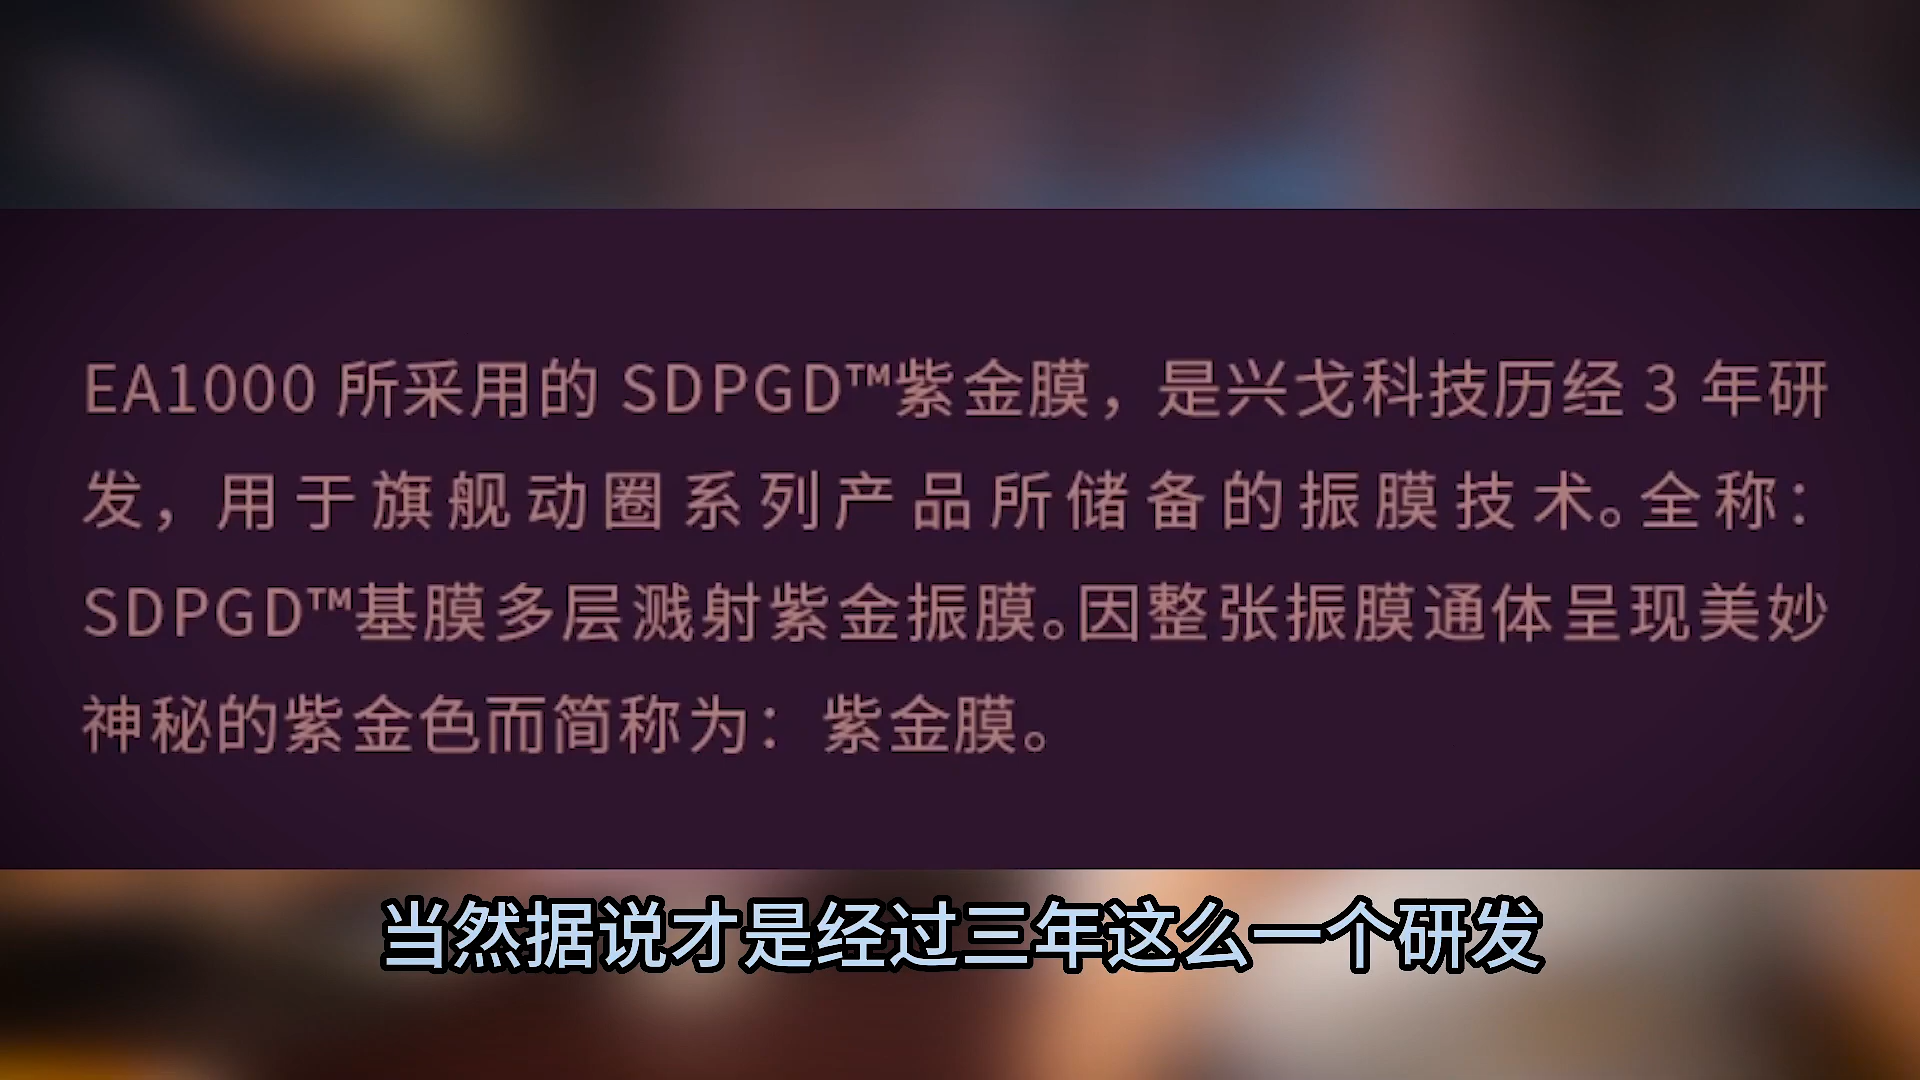 EA1000 所采用的 SDPGD™紫金膜，是兴戈科技历经 3 年研
发，用于旗舰动圈系列产品所储备的振膜技术。全称：
SDPGD™基膜多层溅射紫金振膜。因整张振膜通体呈现美妙
神秘的紫金色而简称为：紫金膜。
当然据说才是经过三年这么一个研发